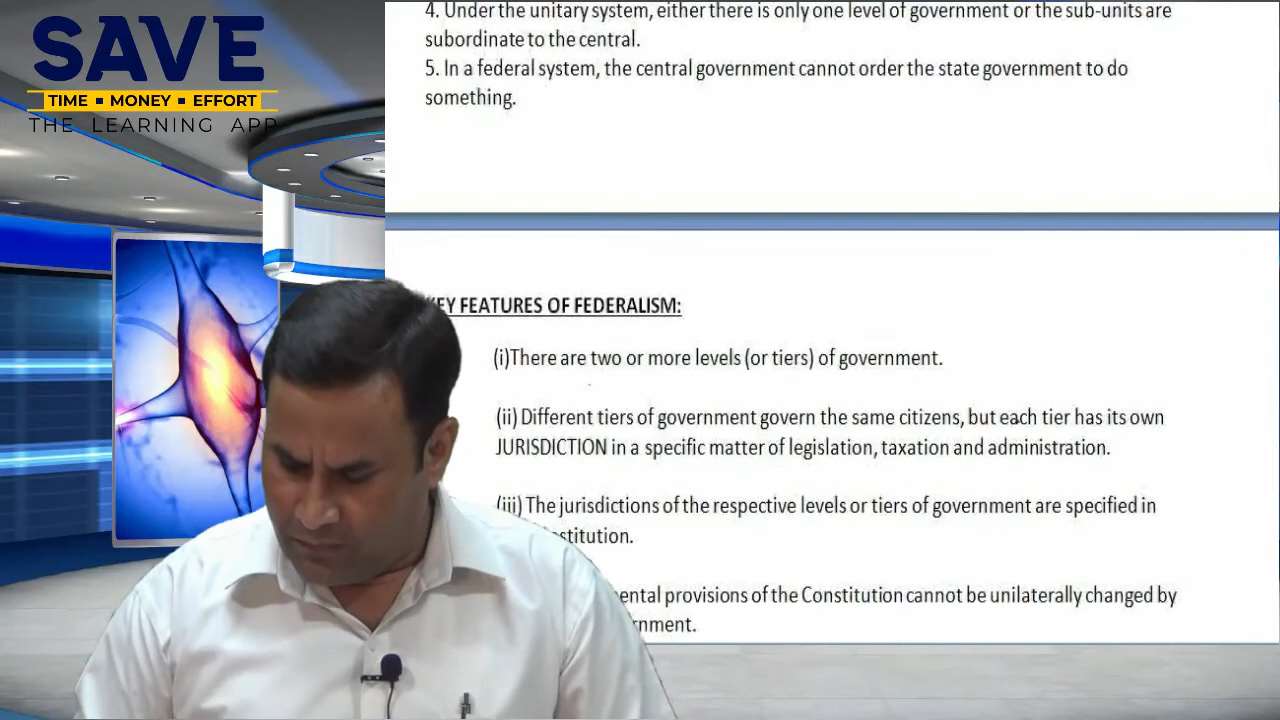 SAVE
TIME ▪ MONEY ▪ EFFORT
THE LEARNING APP
4. Under the unitary system, either there is only one level of government or the sub-units are
subordinate to the central.
5. In a federal system, the central government cannot order the state government to do
something.
KEY FEATURES OF FEDERALISM:
(i)There are two or more levels (or tiers) of government.
(ii) Different tiers of government govern the same citizens, but each tier has its own
JURISDICTION in a specific matter of legislation, taxation and administration.
(iii) The jurisdictions of the respective levels or tiers of government are specified in
provisions of the Constitution cannot be unilaterally changed by